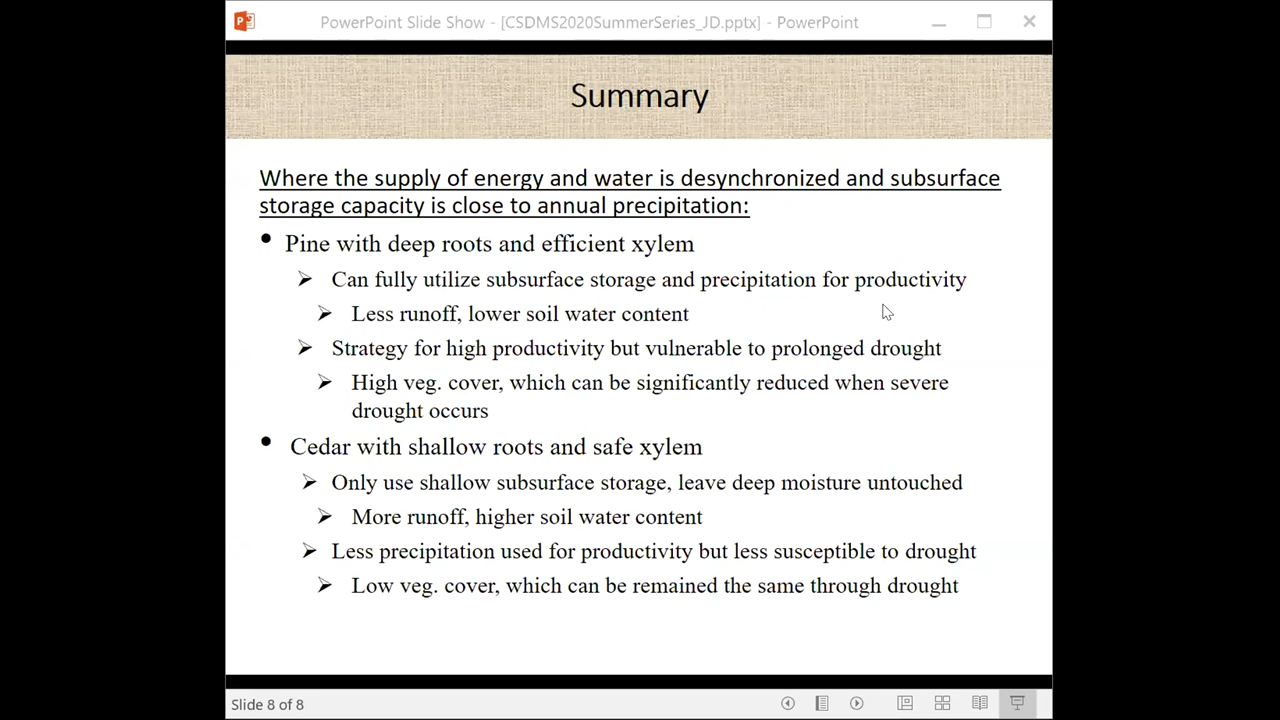 PowerPoint Slide Show - [CSDMS2020SummerSeries_JD.pptx] - PowerPoint
Summary
Where the supply of energy and water is desynchronized and subsurface
storage capacity is close to annual precipitation:
• Pine with deep roots and efficient xylem
➢ Can fully utilize subsurface storage and precipitation for productivity
➢ Less runoff, lower soil water content
➢ Strategy for high productivity but vulnerable to prolonged drought
➢ High veg. cover, which can be significantly reduced when severe
drought occurs
• Cedar with shallow roots and safe xylem
➢ Only use shallow subsurface storage, leave deep moisture untouched
➢ More runoff, higher soil water content
➢ Less precipitation used for productivity but less susceptible to drought
➢ Low veg. cover, which can be remained the same through drought
Slide 8 of 8